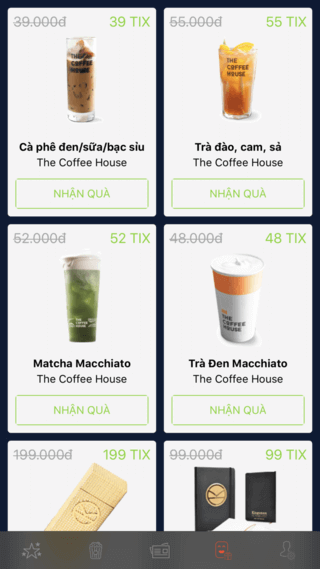 39.000đ 39 TIX
THE
COFFEE
HOUSE
Cà phê đen/sữa/bạc sỉu
The Coffee House
NHẬN QUÀ
55.000đ 55 TIX
THE
COFFEE
HOUSE
Trà đào, cam, sả
The Coffee House
NHẬN QUÀ
52.000đ 52 TIX
THE
COFFEE
HOUSE
Matcha Macchiato
The Coffee House
NHẬN QUÀ
48.000đ 48 TIX
THE
COFFEE
HOUSE
Trà Đen Macchiato
The Coffee House
NHẬN QUÀ
199.000đ 199 TIX
99.000đ 99 TIX